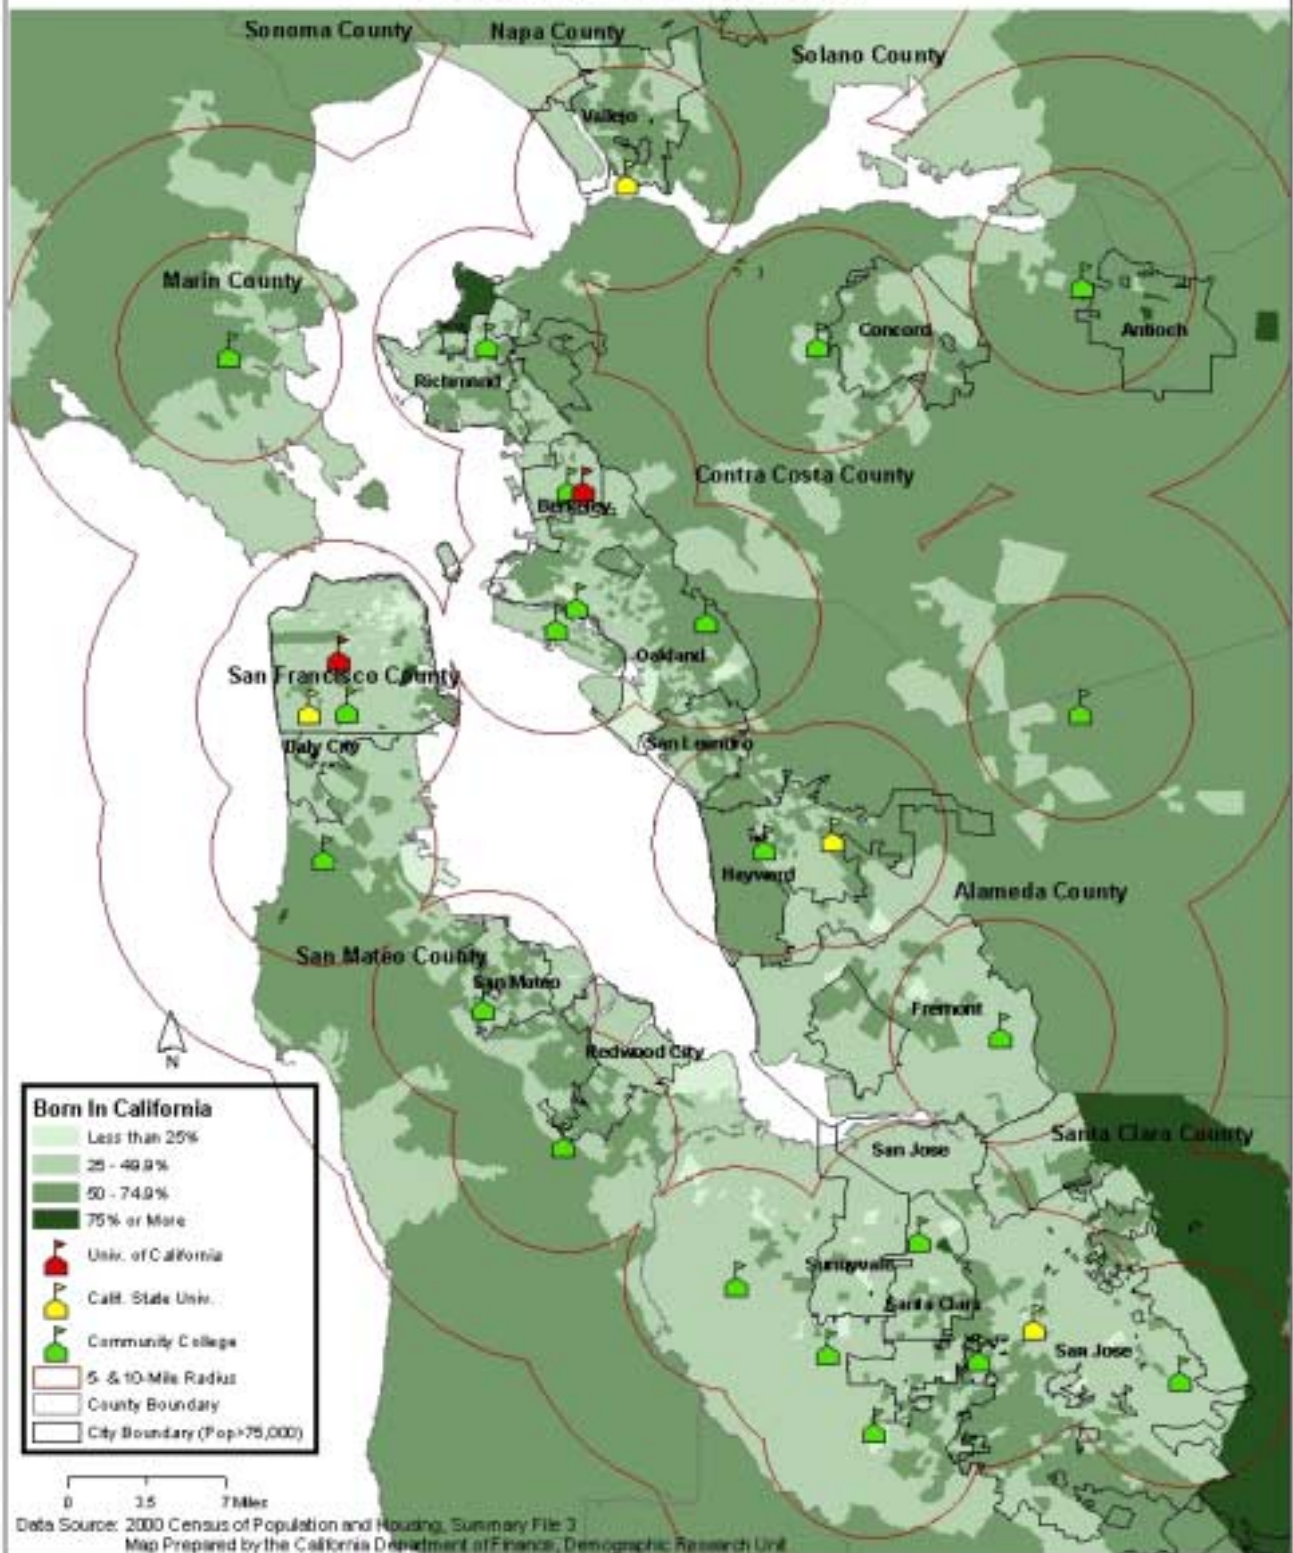 Sonoma County
Napa County
Solano County
Vallejo
Marin County
Concord
Antioch
Richmond
Contra Costa County
Berkeley
Oakland
San Francisco County
Daly City
San Leandro
Hayward
Alameda County
San Mateo County
San Mateo
Fremont
Redwood City
N
Santa Clara County
San Jose
Sunnyvale
Santa Clara
San Jose
Born In California
Less than 25%
25 - 49.9%
50 - 74.9%
75% or More
Univ. of California
Calif. State Univ.
Community College
5- & 10-Mile Radius
County Boundary
City Boundary (Pop>75,000)
0 3.5 7 Miles
Data Source: 2000 Census of Population and Housing, Summary File 3
Map Prepared by the California Department of Finance, Demographic Research Unit